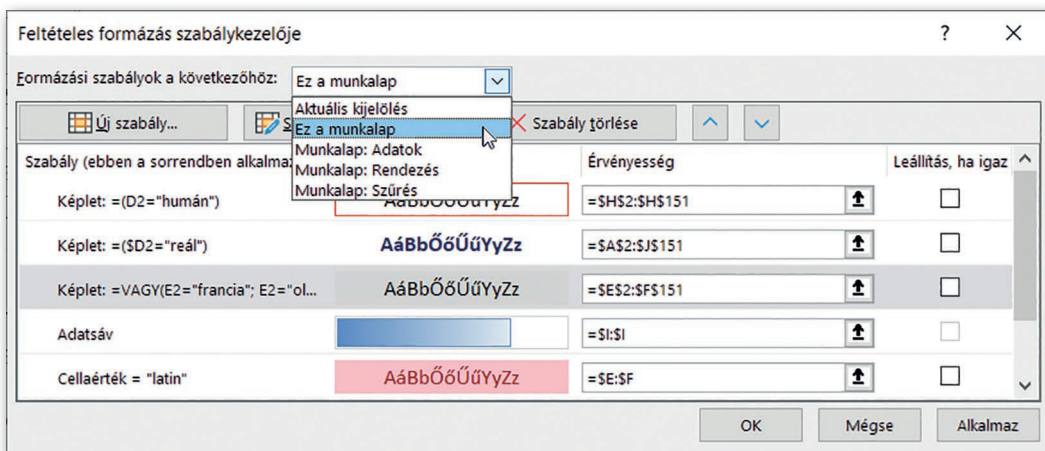 Feltételes formázás szabálykezelője ?
Formázási szabályok a következőhöz: Ez a munkalap
Aktuális kijelölés
Ez a munkalap
Munkalap: Adatok
Munkalap: Rendezés
Munkalap: Szűrés
Új szabály... S Szabály törlése
Szabály (ebben a sorrendben alkalmaz Érvényesség Leállítás, ha igaz
Képlet: =(D2="humán") AáBbŐőŰűYyZz =$H$2:$H$151
Képlet: =($D2="reál") AáBbŐőŰűYyZz =$A$2:$J$151
Képlet: =VAGY(E2="francia"; E2="ol... AáBbŐőŰűYyZz =$E$2:$F$151
Adatsáv =$I:$I
Cellaérték = "latin" AáBbŐőŰűYyZz =$E:$F
OK Mégse Alkalmaz